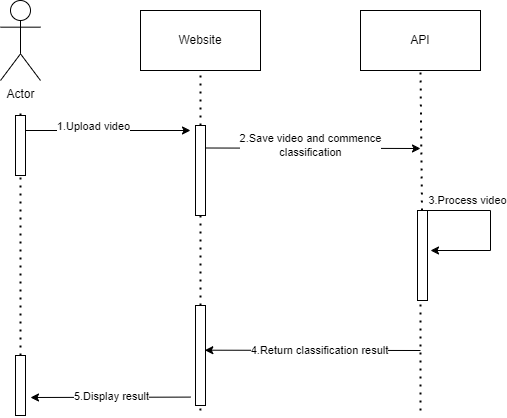 Website
API
Actor
1.Upload video
2.Save video and commence
classification
3.Process video
4.Return classification result
5.Display result